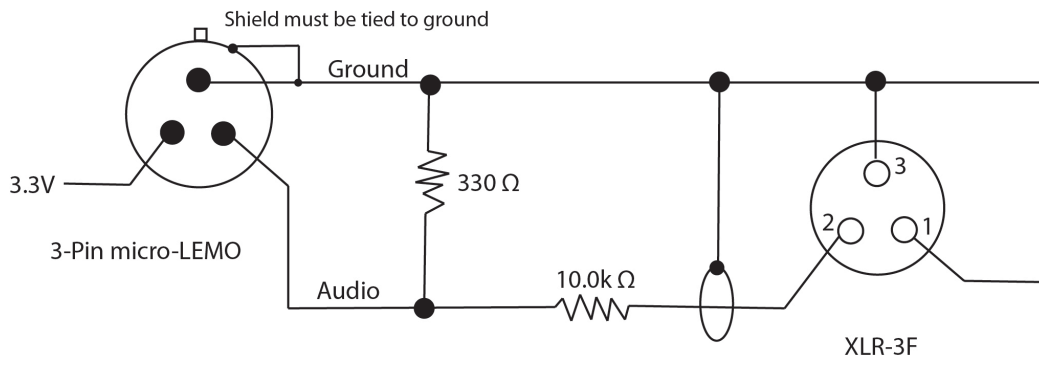 Shield must be tied to ground
Ground
3
3.3V
330 Ω
2
1
3-Pin micro-LEMO
10.0k Ω
Audio
XLR-3F